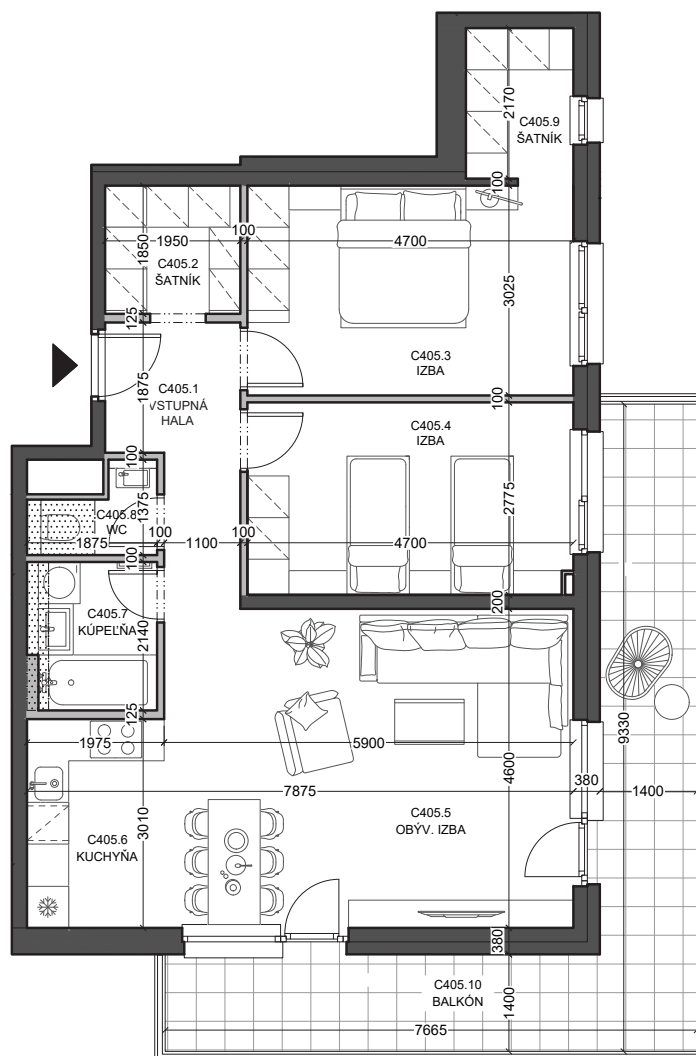 2170
C405.9
ŠATNÍK
100
1950
100
4700
1850
C405.2
ŠATNÍK
3025
125
C405.3
IZBA
C405.1
VSTUPNÁ
HALA
1875
100
C405.4
IZBA
100
1375
C405.8
WC
2775
1875
100
1100
100
4700
100
C405.7
KÚPEĽŇA
2140
200
125
1975
5900
4600
9330
7875
380
1400
C405.6
KUCHYŇA
3010
C405.5
OBÝV. IZBA
380
C405.10
BALKÓN
1400
7665